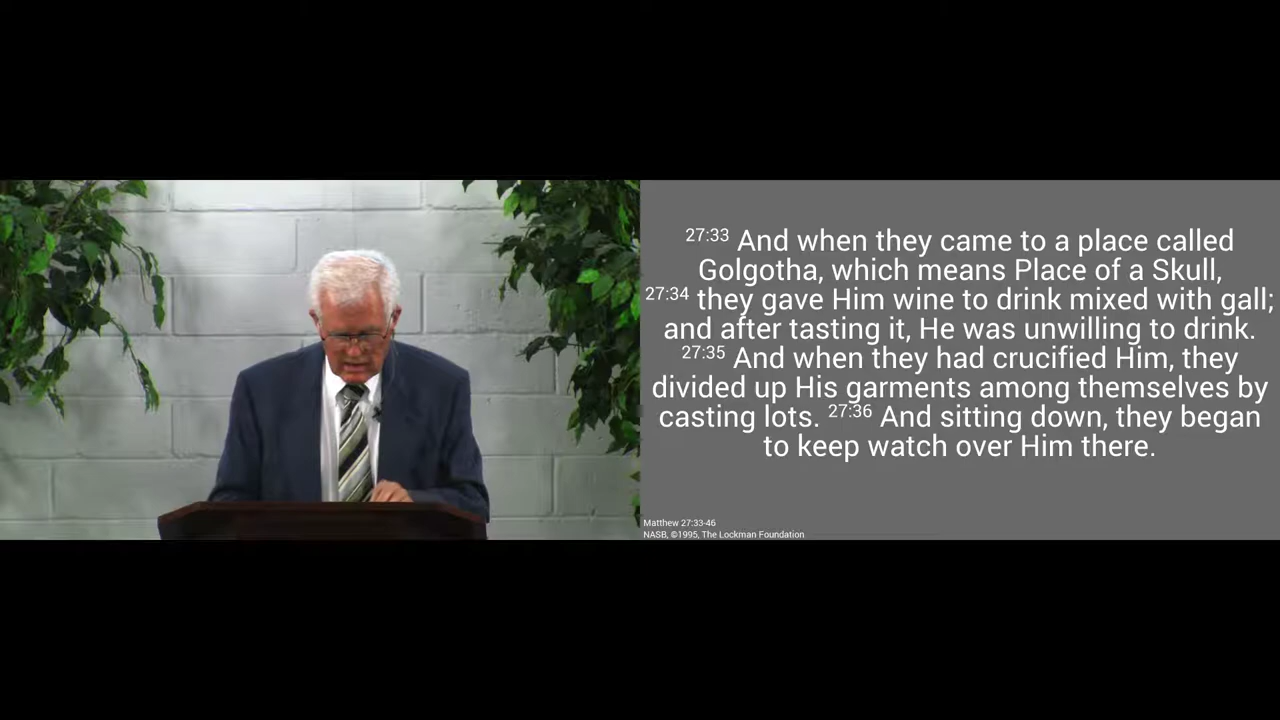 27:33 And when they came to a place called
Golgotha, which means Place of a Skull,
27:34 they gave Him wine to drink mixed with gall;
and after tasting it, He was unwilling to drink.
27:35 And when they had crucified Him, they
divided up His garments among themselves by
casting lots. 27:36 And sitting down, they began
to keep watch over Him there.
Matthew 27:33-46
NASB, ©1995, The Lockman Foundation